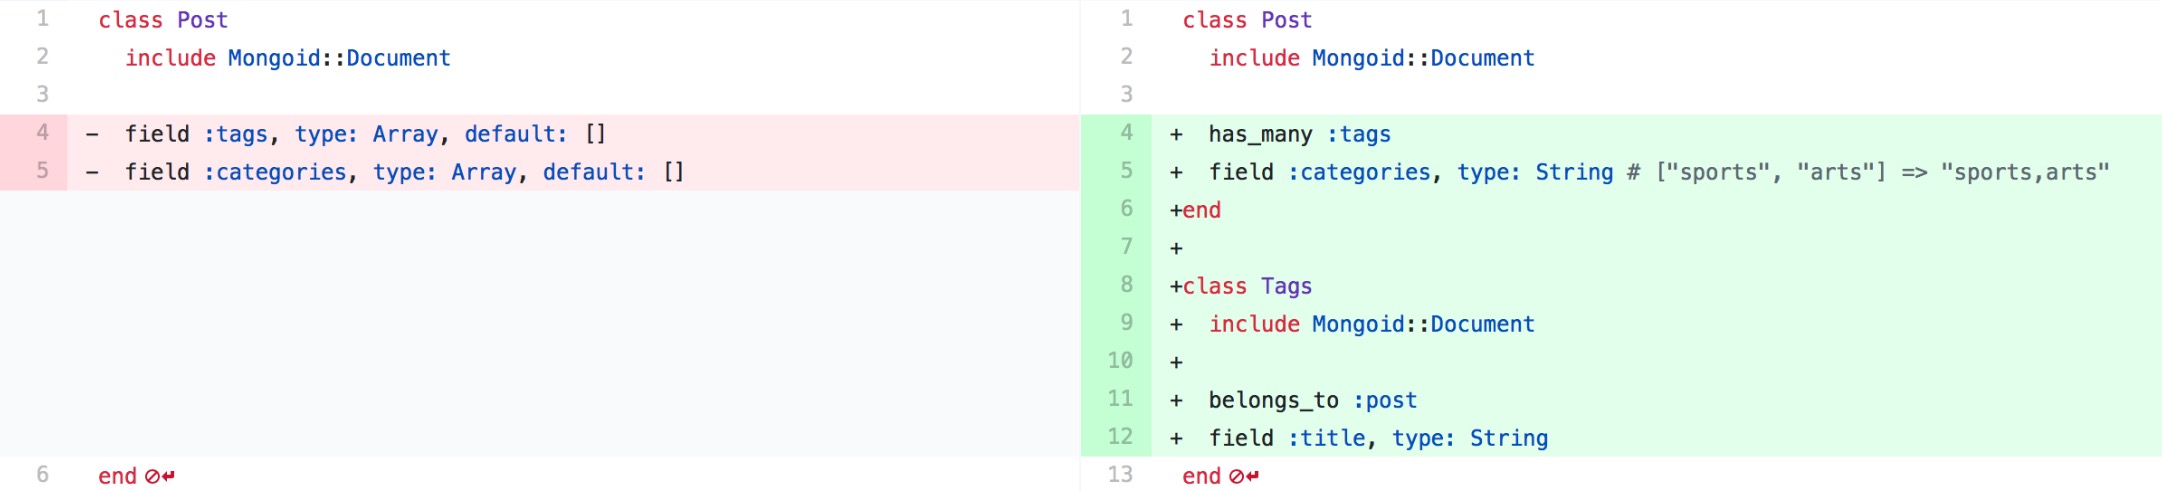 1 class Post
2 include Mongoid::Document
3
4 - field :tags, type: Array, default: []
5 - field :categories, type: Array, default: []
6 end
1 class Post
2 include Mongoid::Document
3
4 + has_many :tags
5 + field :categories, type: String # ["sports", "arts"] => "sports,arts"
6 +end
7 +
8 +class Tags
9 + include Mongoid::Document
10 +
11 + belongs_to :post
12 + field :title, type: String
13 end